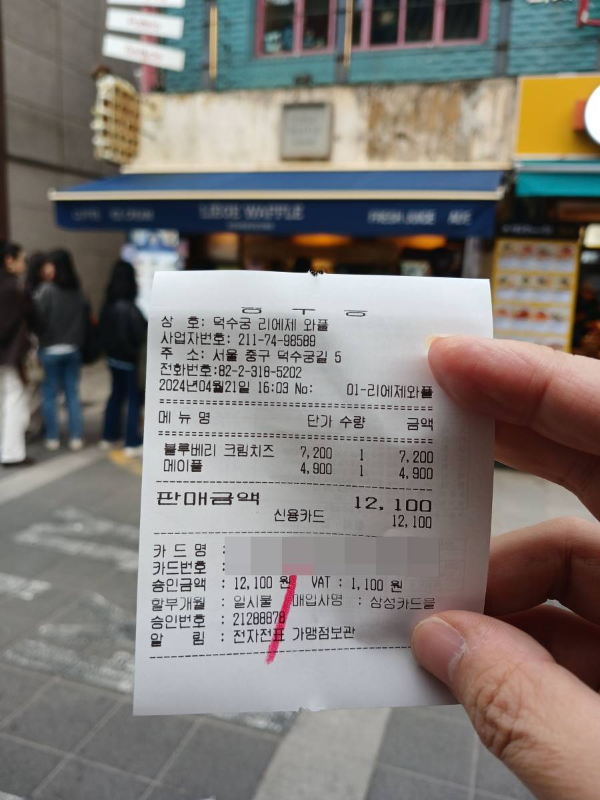 LIEGE WAFFLE
FRESH JUICE
상 호: 덕수궁 리에제 와플
사업자번호: 211-74-98589
주 소: 서울 중구 덕수궁길 5
전화번호:82-2-318-5202
2024년04월21일 16:03 No: 01-리에제와플
메 뉴 명 단가 수량 금액
블루베리 크림치즈 7,200 1 7,200
메이플 4,900 1 4,900
판매금액 12,100
신용카드 12,100
카 드 명 :
카드번호 :
승인금액 : 12,100 원 VAT : 1,100 원
할부개월 : 일시불 매입사명 : 삼성카드을
승인번호 : 21288878
알 림 : 전자전표 가맹점보관